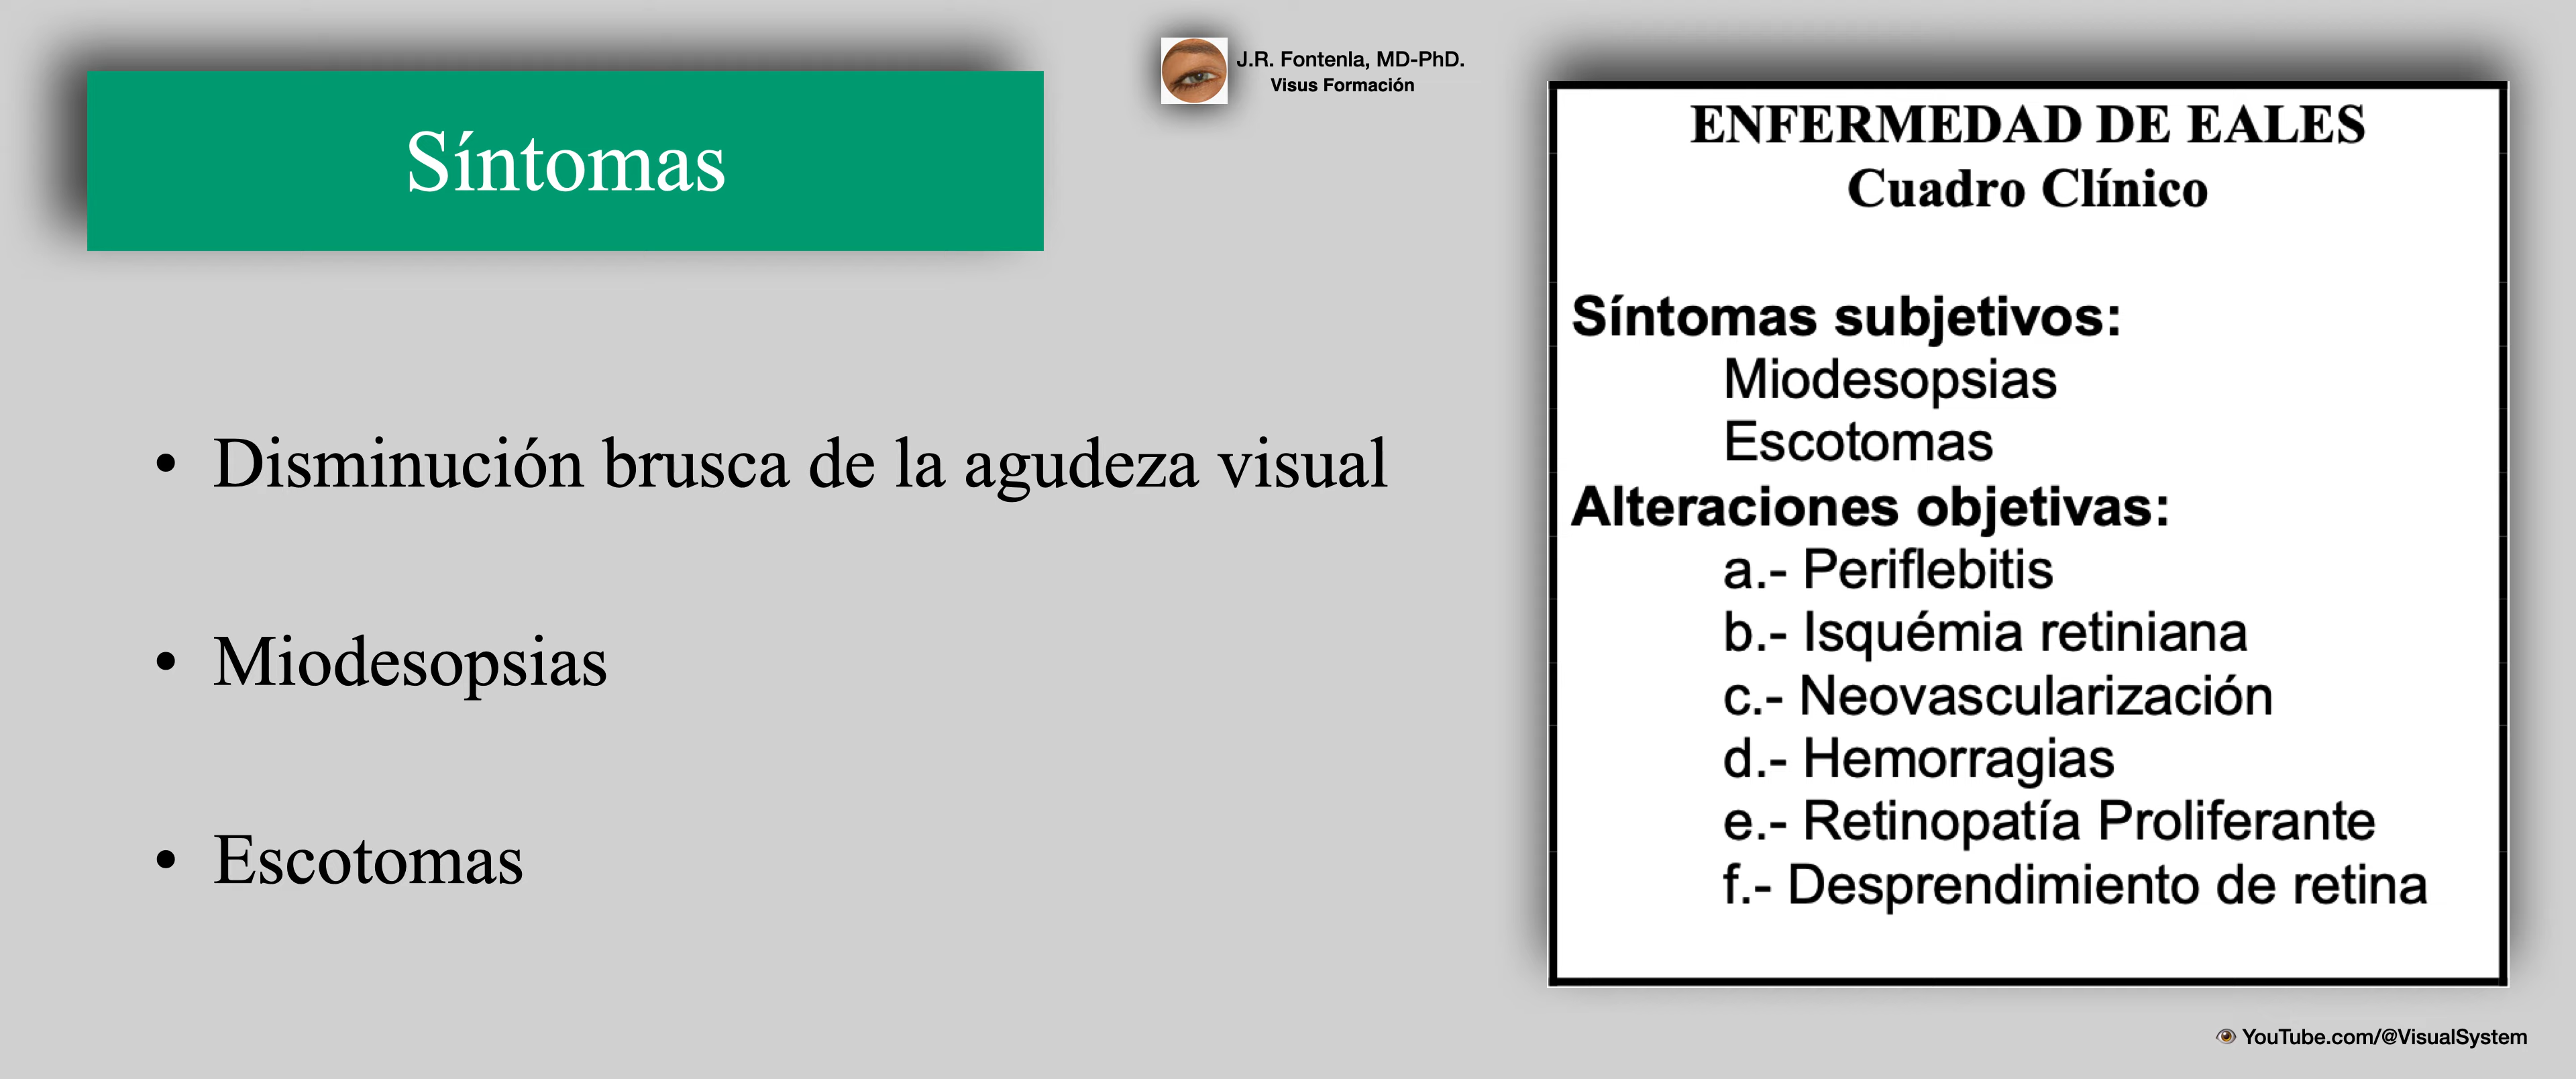 Síntomas
J.R. Fontenla, MD-PhD.
Visus Formación
• Disminución brusca de la agudeza visual
• Miodesopsias
• Escotomas
ENFERMEDAD DE EALES
Cuadro Clínico
Síntomas subjetivos:
Miodesopsias
Escotomas
Alteraciones objetivas:
a.- Periflebitis
b.- Isquémia retiniana
c.- Neovascularización
d.- Hemorragias
e.- Retinopatía Proliferante
f.- Desprendimiento de retina
YouTube.com/@VisualSystem